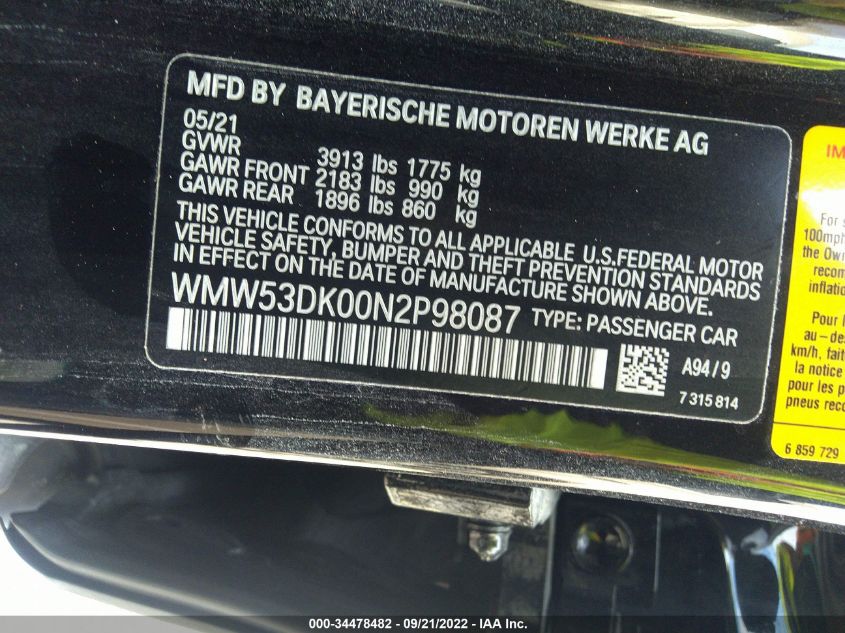 MFD BY BAYERISCHE MOTOREN WERKE AG
05/21
GVWR 3913 lbs 1775 kg
GAWR FRONT 2183 lbs 990 kg
GAWR REAR 1896 lbs 860 kg
THIS VEHICLE CONFORMS TO ALL APPLICABLE U.S.FEDERAL MOTOR
VEHICLE SAFETY, BUMPER AND THEFT PREVENTION STANDARDS
IN EFFECT ON THE DATE OF MANUFACTURE SHOWN ABOVE.
WMW53DK00N2P98087 TYPE: PASSENGER CAR
A94/9
7 315 814
IM
For s
100mph
the Own
recom
inflatio
Pour l
au-de
km/h, fait
la notice
pour les p
pneus reco
6 859 729
000-34478482 - 09/21/2022 - IAA Inc.